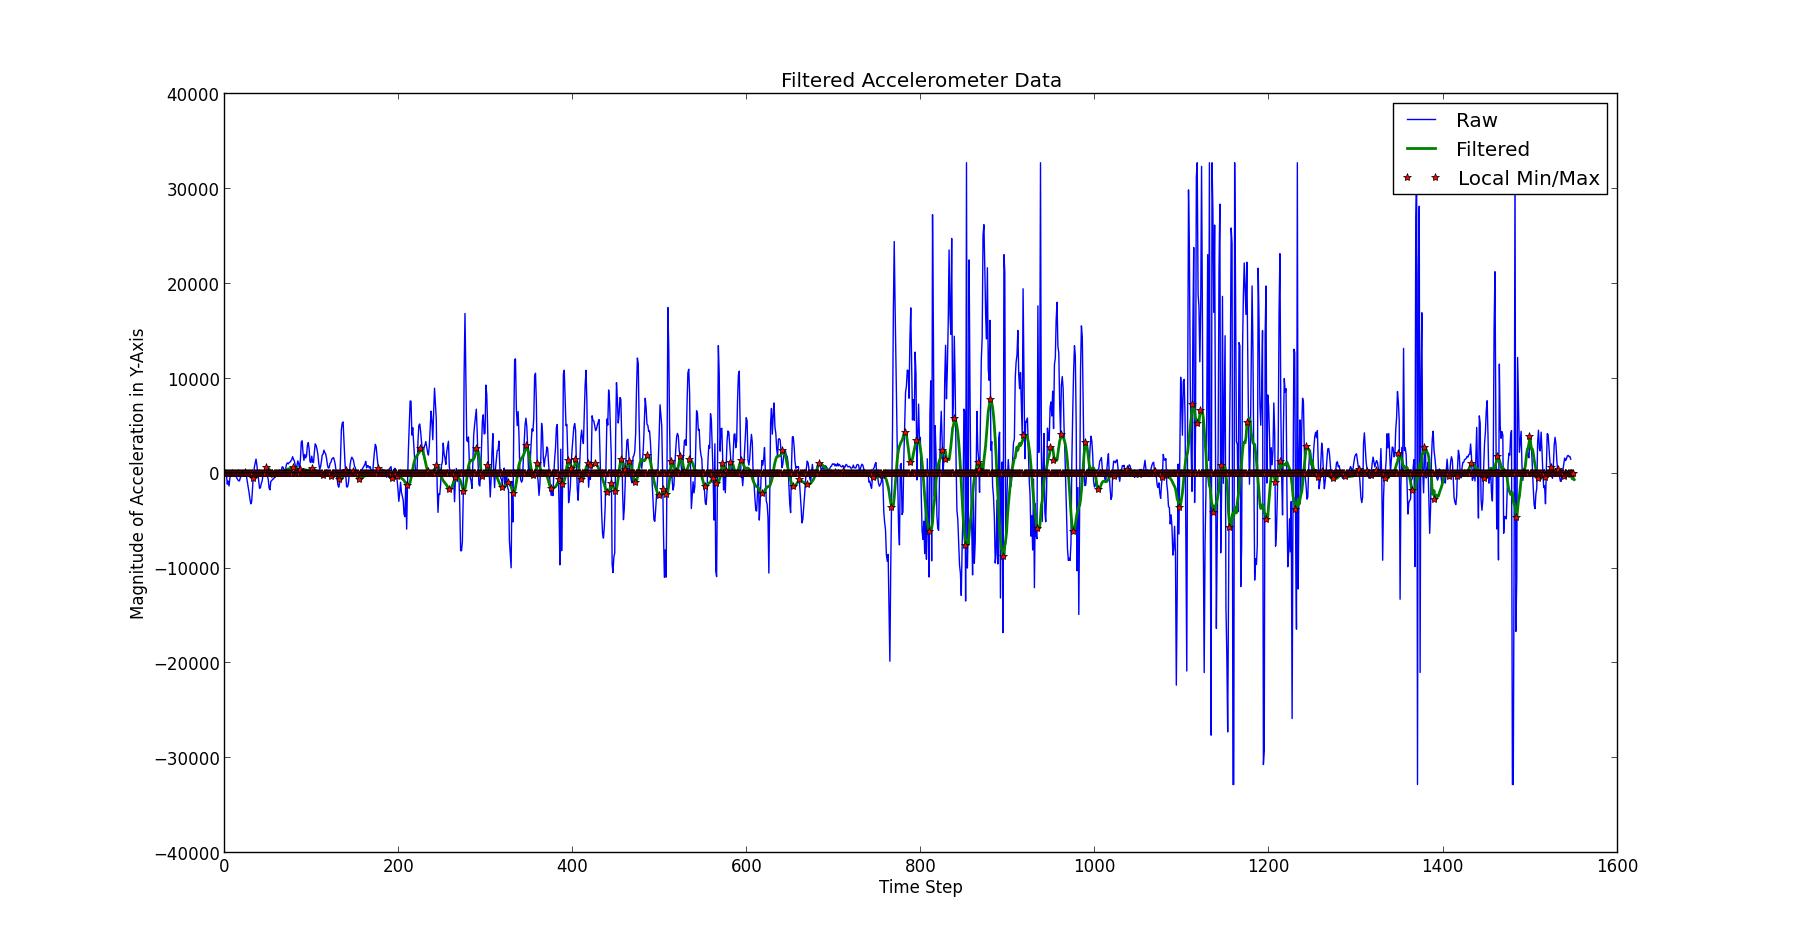 Filtered Accelerometer Data
Raw
Filtered
Local Min/Max
40000
30000
20000
10000
0
−10000
−20000
−30000
−40000
Magnitude of Acceleration in Y-Axis
0 200 400 600 800 1000 1200 1400 1600
Time Step